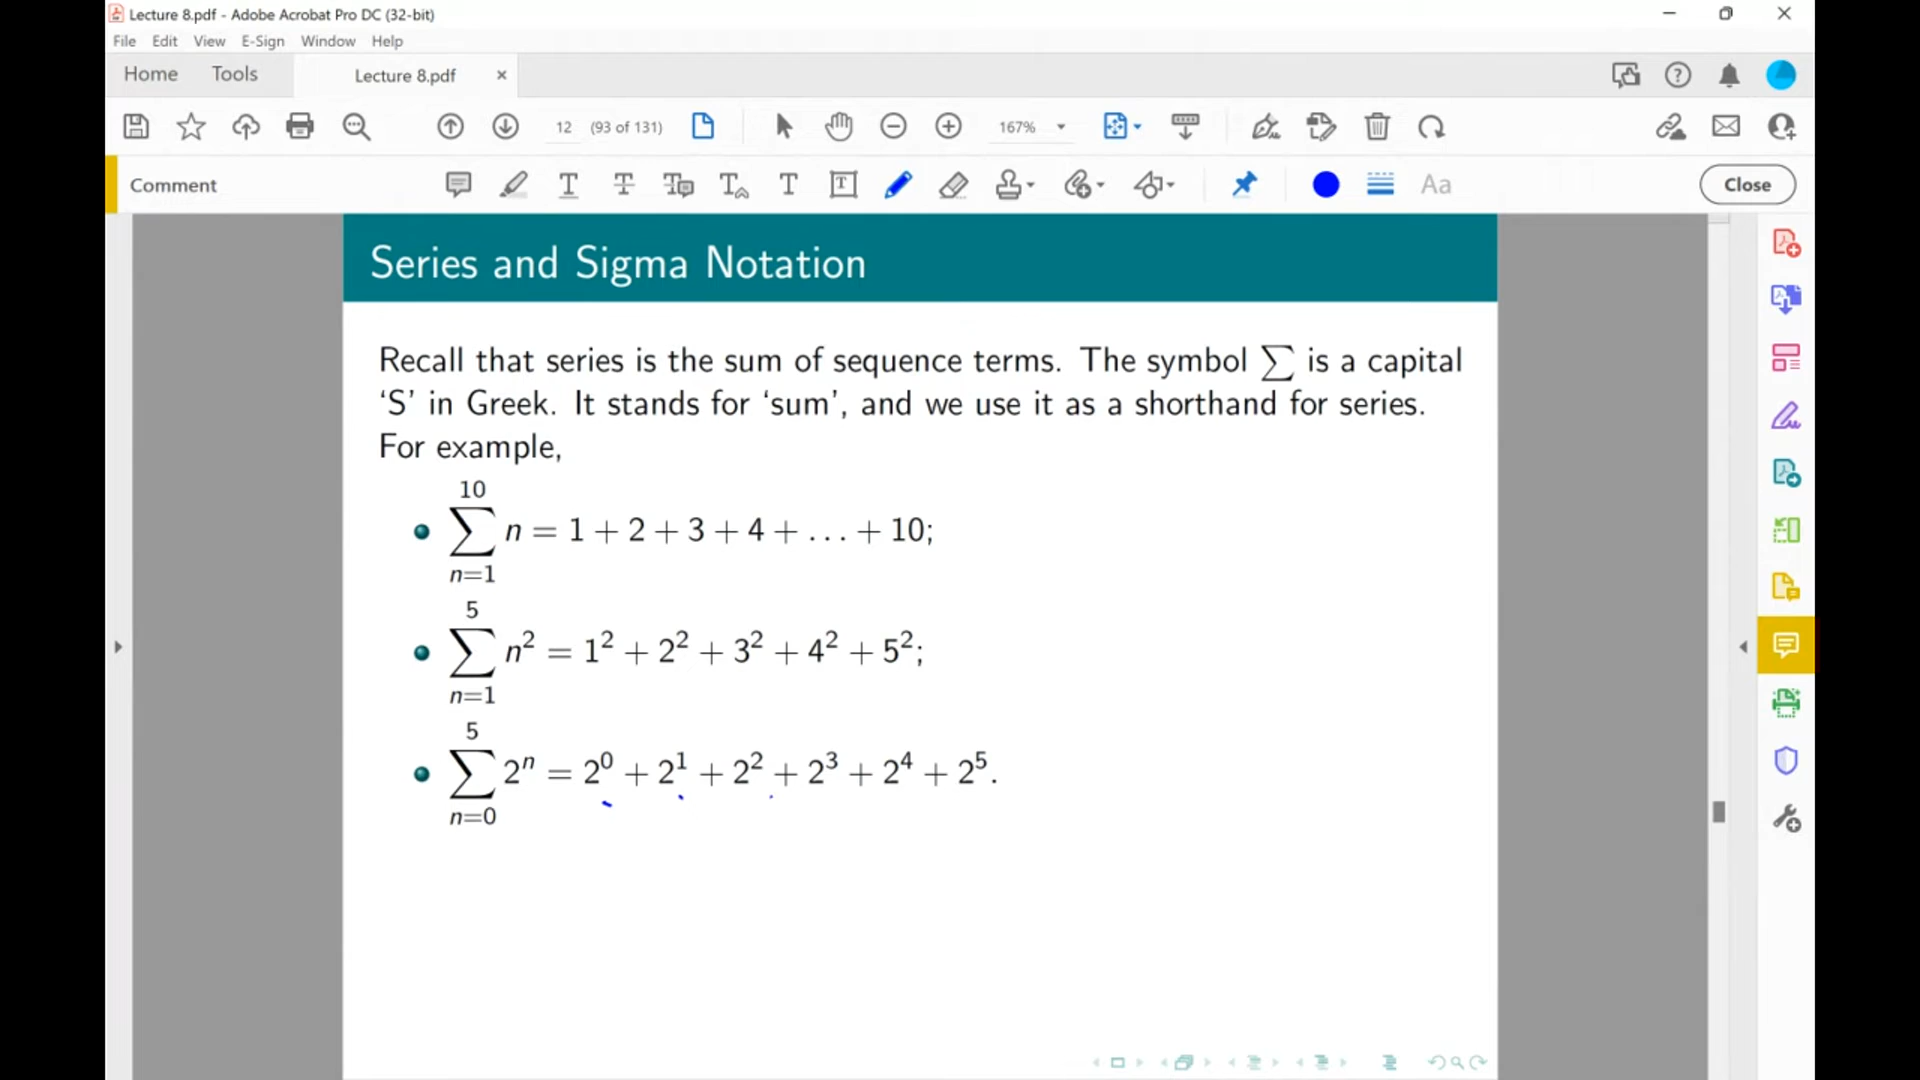 Lecture 8.pdf - Adobe Acrobat Pro DC (32-bit)
File Edit View E-Sign Window Help
Home Tools Lecture 8.pdf ×
12 (93 of 131) 167%
Comment T T T T T T Aa Close
Series and Sigma Notation
Recall that series is the sum of sequence terms. The symbol ∑ is a capital
‘S’ in Greek. It stands for ‘sum’, and we use it as a shorthand for series.
For example,
10
∑ n = 1 + 2 + 3 + 4 + … + 10;
n=1
5
∑ n² = 1² + 2² + 3² + 4² + 5²;
n=1
5
∑ 2ⁿ = 2⁰ + 2¹ + 2² + 2³ + 2⁴ + 2⁵.
n=0